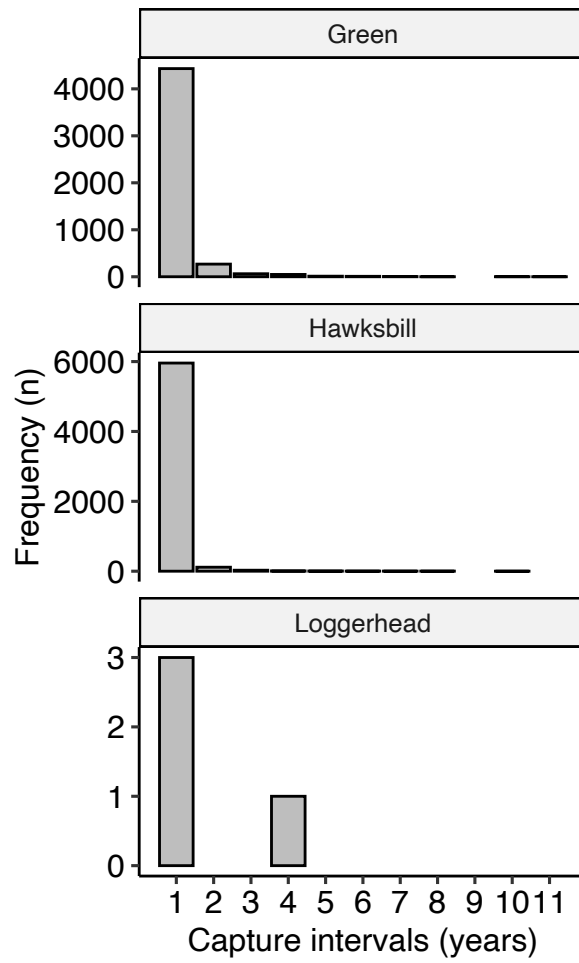 Green
4000
3000
2000
1000
0
Hawksbill
6000
4000
2000
0
Frequency (n)
Loggerhead
3
2
1
0
1 2 3 4 5 6 7 8 9 10 11
Capture intervals (years)